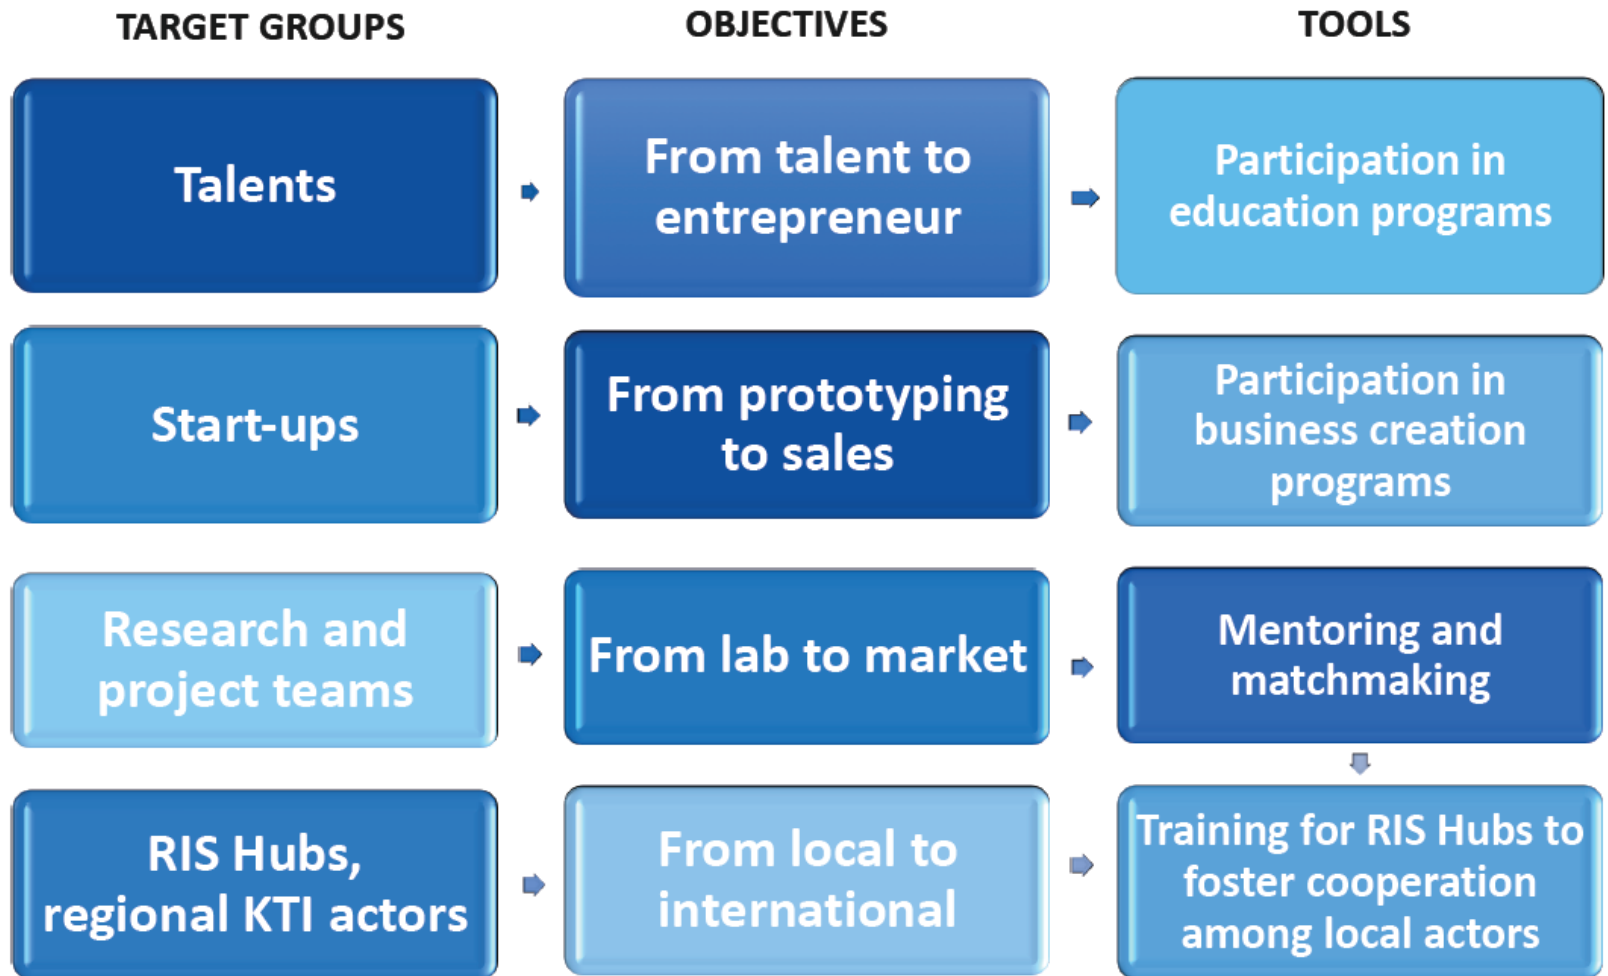 TARGET GROUPS
OBJECTIVES
TOOLS
Talents
From talent to
entrepreneur
Participation in
education programs
Start-ups
From prototyping
to sales
Participation in
business creation
programs
Research and
project teams
From lab to market
Mentoring and
matchmaking
RIS Hubs,
regional KTI actors
From local to
international
Training for RIS Hubs to
foster cooperation
among local actors